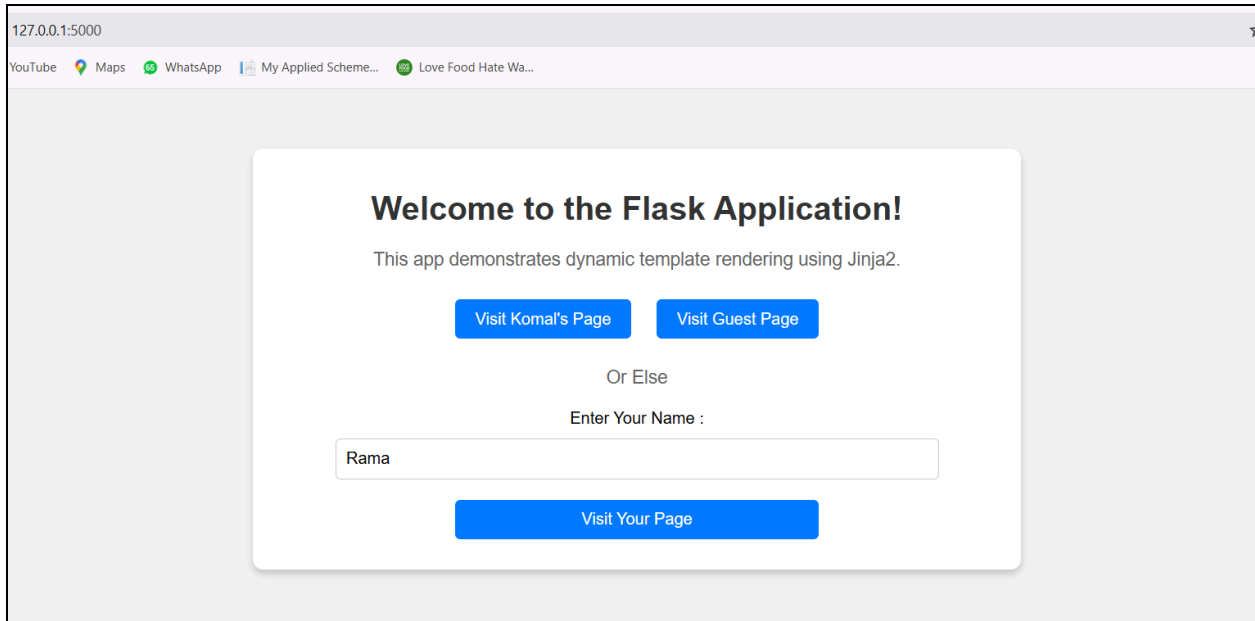 127.0.0.1:5000
YouTube Maps 65 WhatsApp My Applied Scheme... Love Food Hate Wa...
Welcome to the Flask Application!
This app demonstrates dynamic template rendering using Jinja2.
Visit Komal's Page Visit Guest Page
Or Else
Enter Your Name :
Rama
Visit Your Page